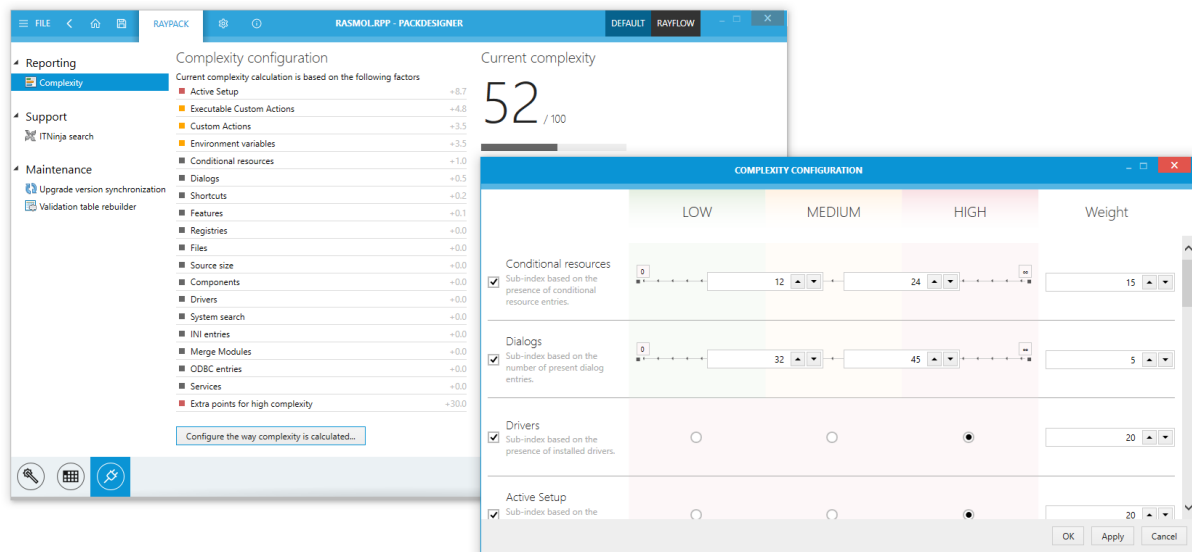 FILE
RAYPACK
RASMOL.RPP - PACKDESIGNER
DEFAULT
RAYFLOW
Reporting
Complexity
Support
ITNinja search
Maintenance
Upgrade version synchronization
Validation table rebuilder
Complexity configuration
Current complexity calculation is based on the following factors
Active Setup +8.7
Executable Custom Actions +4.8
Custom Actions +3.5
Environment variables +3.5
Conditional resources +1.0
Dialogs +0.5
Shortcuts +0.2
Features +0.1
Registries +0.0
Files +0.0
Source size +0.0
Components +0.0
Drivers +0.0
System search +0.0
INI entries +0.0
Merge Modules +0.0
ODBC entries +0.0
Services +0.0
Extra points for high complexity +30.0
Configure the way complexity is calculated...
Current complexity
52 / 100
COMPLEXITY CONFIGURATION
LOW MEDIUM HIGH Weight
Conditional resources
Sub-index based on the
presence of conditional
resource entries.
0 12 24 ∞ 15
Dialogs
Sub-index based on the
number of present dialog
entries.
0 32 45 ∞ 5
Drivers
Sub-index based on the
presence of installed drivers.
20
Active Setup
Sub-index based on the
20
OK Apply Cancel